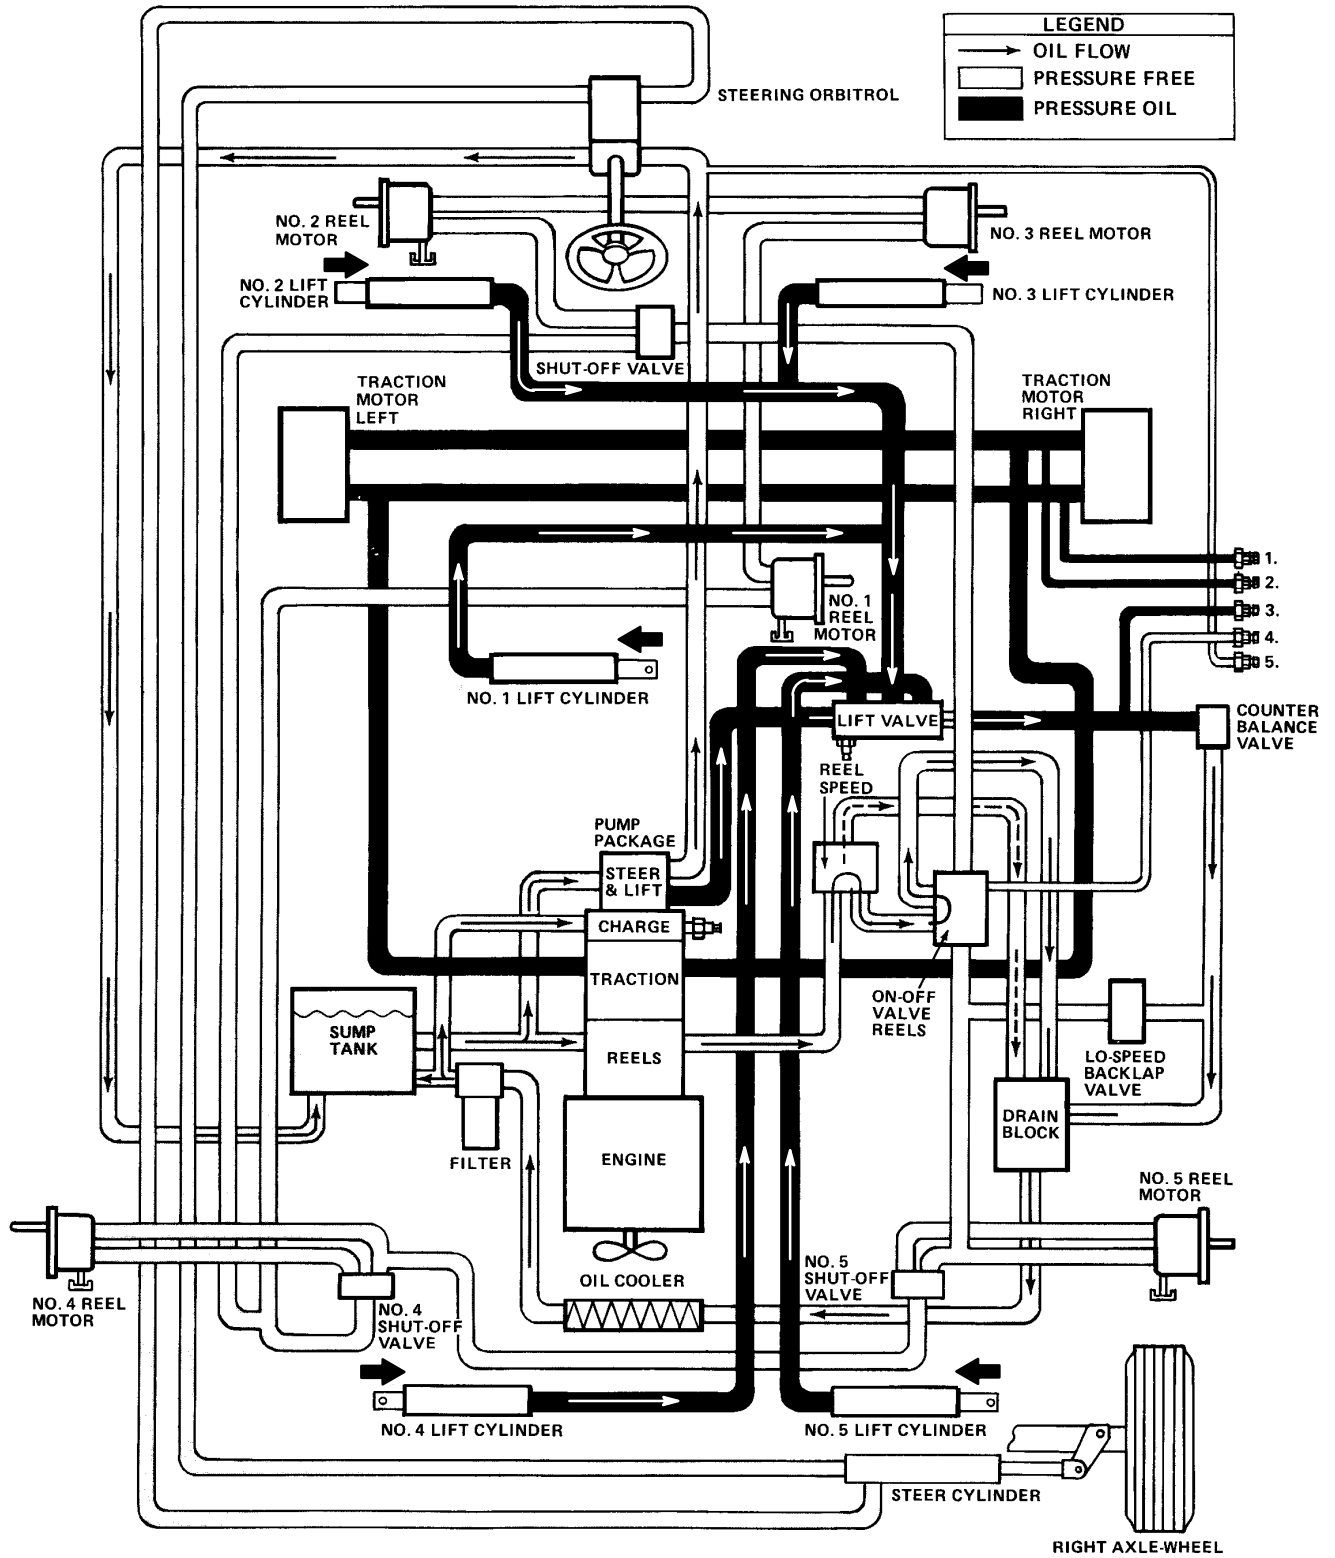 LEGEND
OIL FLOW
PRESSURE FREE
PRESSURE OIL
STEERING ORBITROL
NO. 2 REEL
MOTOR
NO. 3 REEL MOTOR
NO. 2 LIFT
CYLINDER
NO. 3 LIFT CYLINDER
SHUT-OFF VALVE
TRACTION
MOTOR
LEFT
TRACTION
MOTOR
RIGHT
1.
2.
3.
4.
5.
NO. 1
REEL
MOTOR
NO. 1 LIFT CYLINDER
LIFT VALVE
COUNTER
BALANCE
VALVE
REEL
SPEED
PUMP
PACKAGE
STEER
& LIFT
CHARGE
TRACTION
REELS
ON-OFF
VALVE
REELS
SUMP
TANK
LO-SPEED
BACKLAP
VALVE
DRAIN
BLOCK
FILTER
ENGINE
NO. 5 REEL
MOTOR
OIL COOLER
NO. 5
SHUT-OFF
VALVE
NO. 4 REEL
MOTOR
NO. 4
SHUT-OFF
VALVE
NO. 4 LIFT CYLINDER
NO. 5 LIFT CYLINDER
STEER CYLINDER
RIGHT AXLE-WHEEL